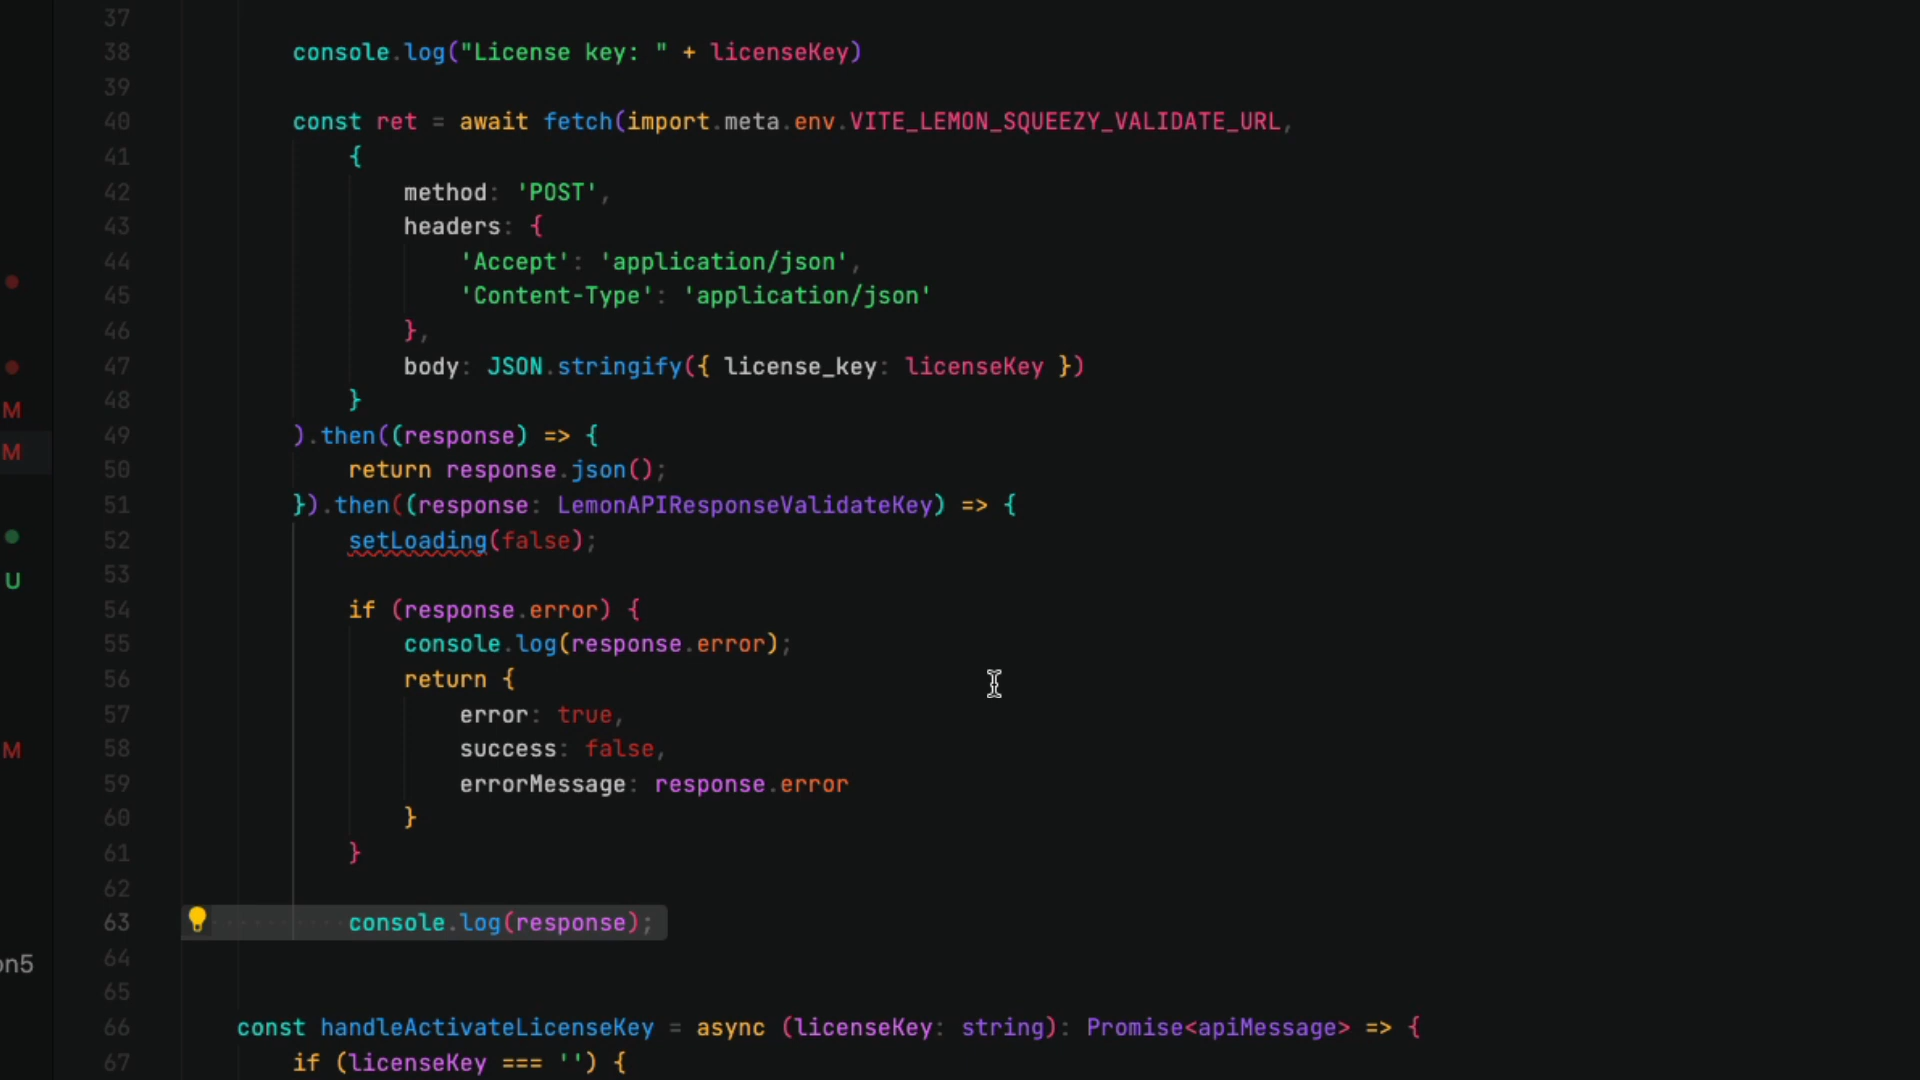 37
38 console.log("License key: " + licenseKey)
39
40 const ret = await fetch(import.meta.env.VITE_LEMON_SQUEEZY_VALIDATE_URL,
41 {
42 method: 'POST',
43 headers: {
44 'Accept': 'application/json',
45 'Content-Type': 'application/json'
46 },
M
47 body: JSON.stringify({ license_key: licenseKey })
48 }
M
49 ).then((response) => {
50 return response.json();
51 }).then((response: LemonAPIResponseValidateKey) => {
52 setLoading(false);
53
U
54 if (response.error) {
55 console.log(response.error);
56 return {
57 error: true,
M
58 success: false,
59 errorMessage: response.error
60 }
61 }
62
63 console.log(response);
on5
64
65
66 const handleActivateLicenseKey = async (licenseKey: string): Promise<apiMessage> => {
67 if (licenseKey === '') {